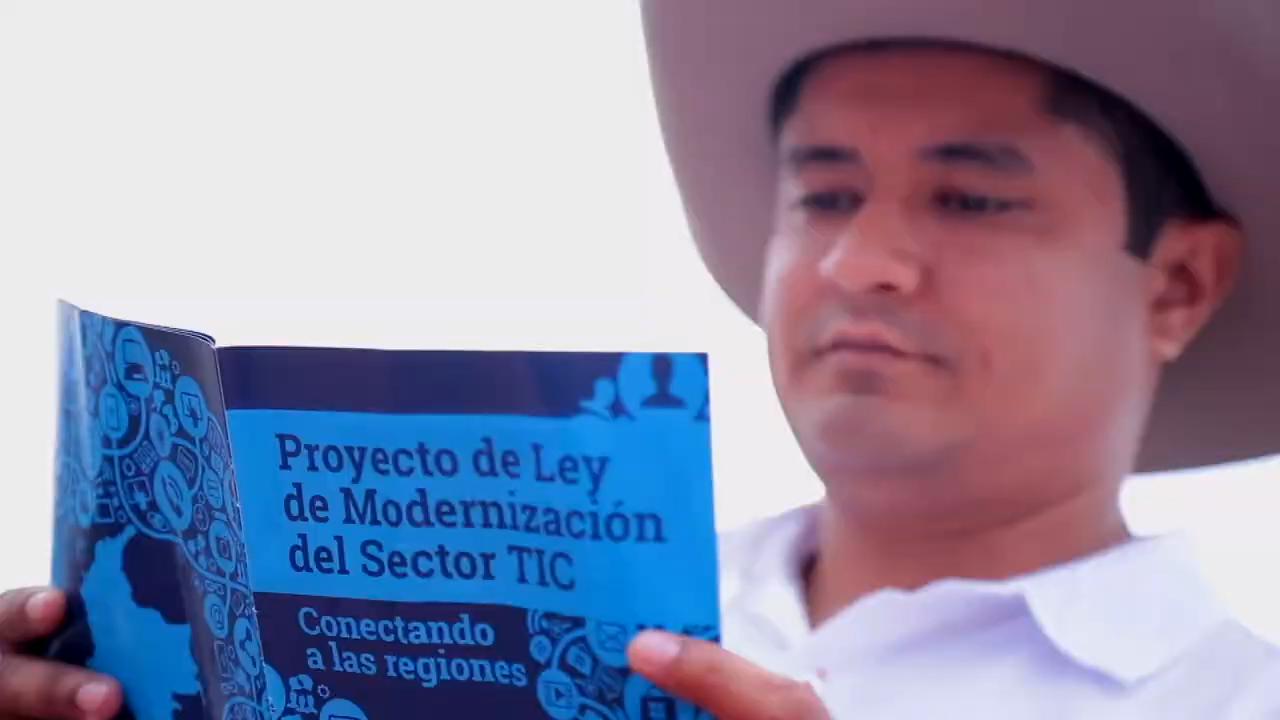 Proyecto de Ley
de Modernización
del Sector TIC
Conectando
a las regiones